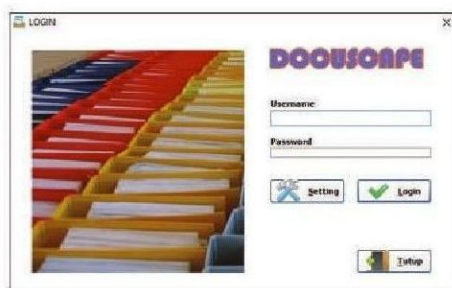 LOGIN
DOCUSCAPE
Username
Password
Setting
Login
Tutup